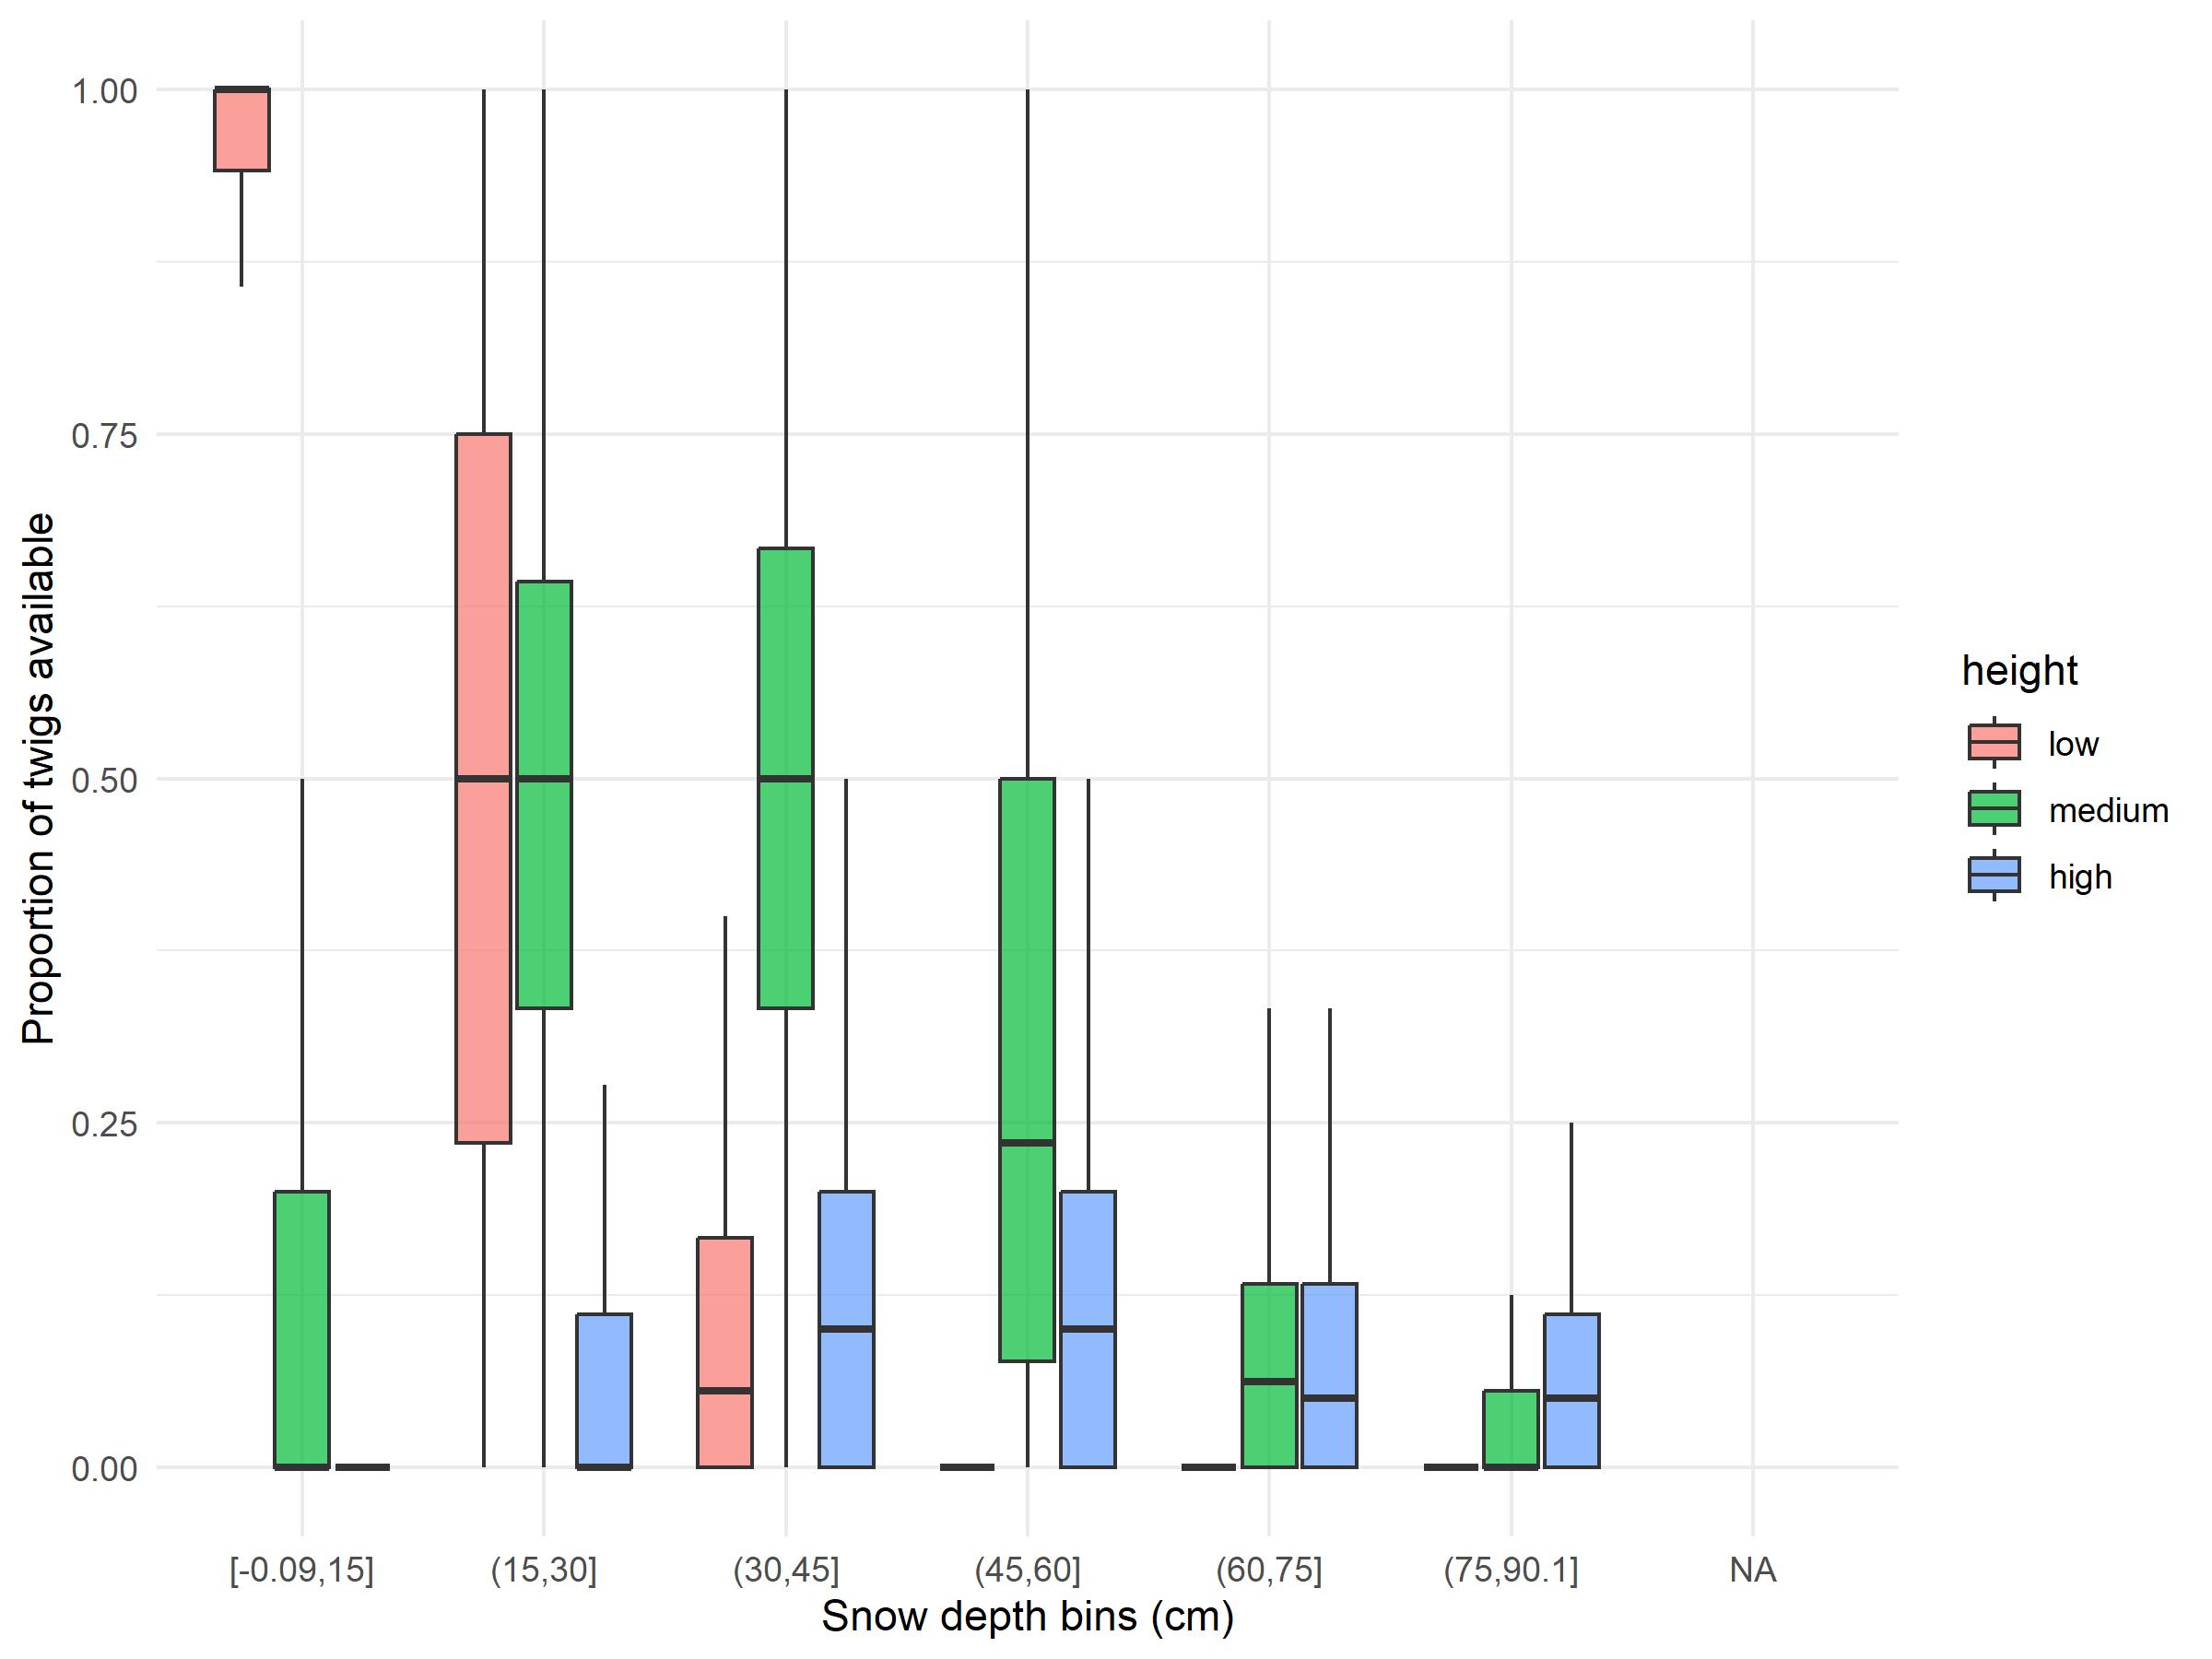 1.00
0.75
0.50
0.25
0.00
Proportion of twigs available
[-0.09,15]
(15,30]
(30,45]
(45,60]
(60,75]
(75,90.1]
NA
Snow depth bins (cm)
height
low
medium
high